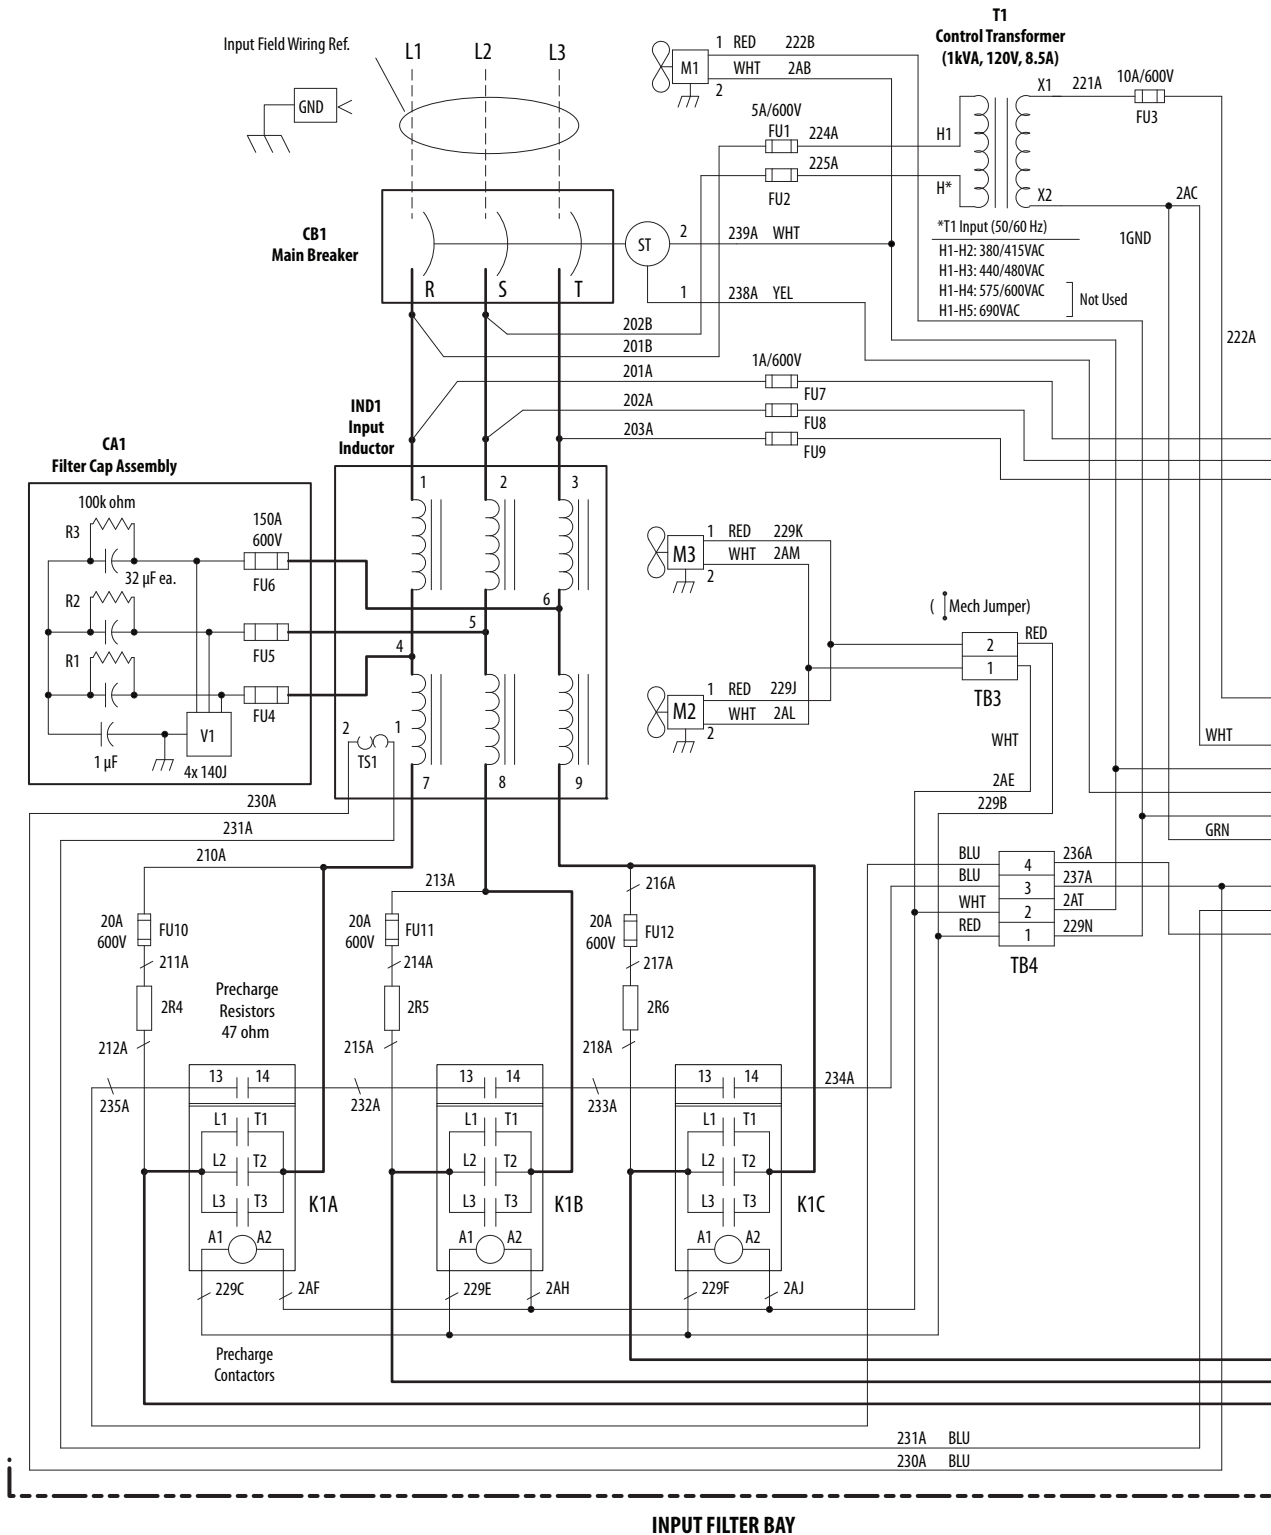 T1
Control Transformer
(1kVA, 120V, 8.5A)
Input Field Wiring Ref.
L1
L2
L3
GND
M1
1 RED 222B
WHT 2AB
2
X1
221A
10A/600V
FU3
5A/600V
FU1
224A
225A
FU2
H1
H*
X2
2AC
1GND
*T1 Input (50/60 Hz)
H1-H2: 380/415VAC
H1-H3: 440/480VAC
H1-H4: 575/600VAC
H1-H5: 690VAC
Not Used
222A
CB1
Main Breaker
R
S
T
ST
2
239A WHT
1
238A YEL
202B
201B
201A
202A
203A
1A/600V
FU7
FU8
FU9
IND1
Input
Inductor
CA1
Filter Cap Assembly
100k ohm
R3
32 µF ea.
150A
600V
FU6
R2
FU5
R1
FU4
1 µF
V1
4x 140J
1
2
3
6
5
4
2
1
TS1
7
8
9
M3
1 RED 229K
WHT 2AM
2
M2
1 RED 229J
WHT 2AL
2
( Mech Jumper)
2
RED
1
TB3
WHT
2AE
229B
WHT
GRN
BLU 4 236A
BLU 3 237A
WHT 2 2AT
RED 1 229N
TB4
230A
231A
210A
213A
216A
20A
600V
FU10
20A
600V
FU11
20A
600V
FU12
211A
214A
217A
Precharge
Resistors
47 ohm
2R4
2R5
2R6
212A
215A
218A
13 14
13 14
13 14
234A
235A
232A
233A
L1 T1
L2 T2
L3 T3
K1A
L1 T1
L2 T2
L3 T3
K1B
L1 T1
L2 T2
L3 T3
K1C
A1 A2
A1 A2
A1 A2
229C
2AF
229E
2AH
229F
2AJ
Precharge
Contactors
231A BLU
230A BLU
INPUT FILTER BAY